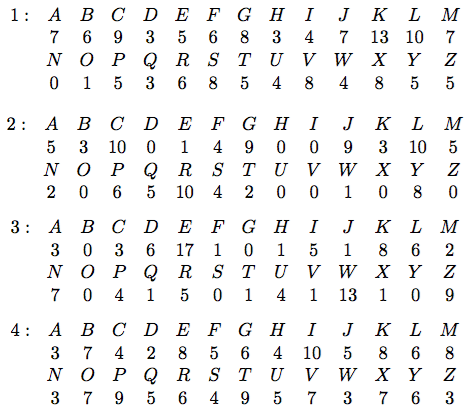 1 : A B C D E F G H I J K L M
7 6 9 3 5 6 8 3 4 7 13 10 7
N O P Q R S T U V W X Y Z
0 1 5 3 6 8 5 4 8 4 8 5 5
2 : A B C D E F G H I J K L M
5 3 10 0 1 4 9 0 0 9 3 10 5
N O P Q R S T U V W X Y Z
2 0 6 5 10 4 2 0 0 1 0 8 0
3 : A B C D E F G H I J K L M
3 0 3 6 17 1 0 1 5 1 8 6 2
N O P Q R S T U V W X Y Z
7 0 4 1 5 0 1 4 1 13 1 0 9
4 : A B C D E F G H I J K L M
3 7 4 2 8 5 6 4 10 5 8 6 8
N O P Q R S T U V W X Y Z
3 7 9 5 6 4 9 5 7 3 7 6 3